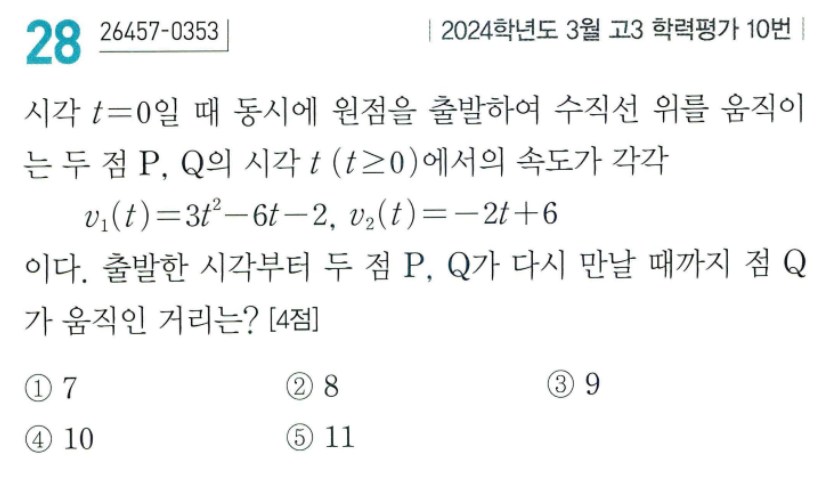 28 26457-0353 | 2024학년도 3월 고3 학력평가 10번 |
시각 t=0일 때 동시에 원점을 출발하여 수직선 위를 움직이
는 두 점 P, Q의 시각 t (t≥0)에서의 속도가 각각
v₁(t)=3t²-6t-2, v₂(t)=-2t+6
이다. 출발한 시각부터 두 점 P, Q가 다시 만날 때까지 점 Q
가 움직인 거리는? [4점]
① 7 ② 8 ③ 9
④ 10 ⑤ 11